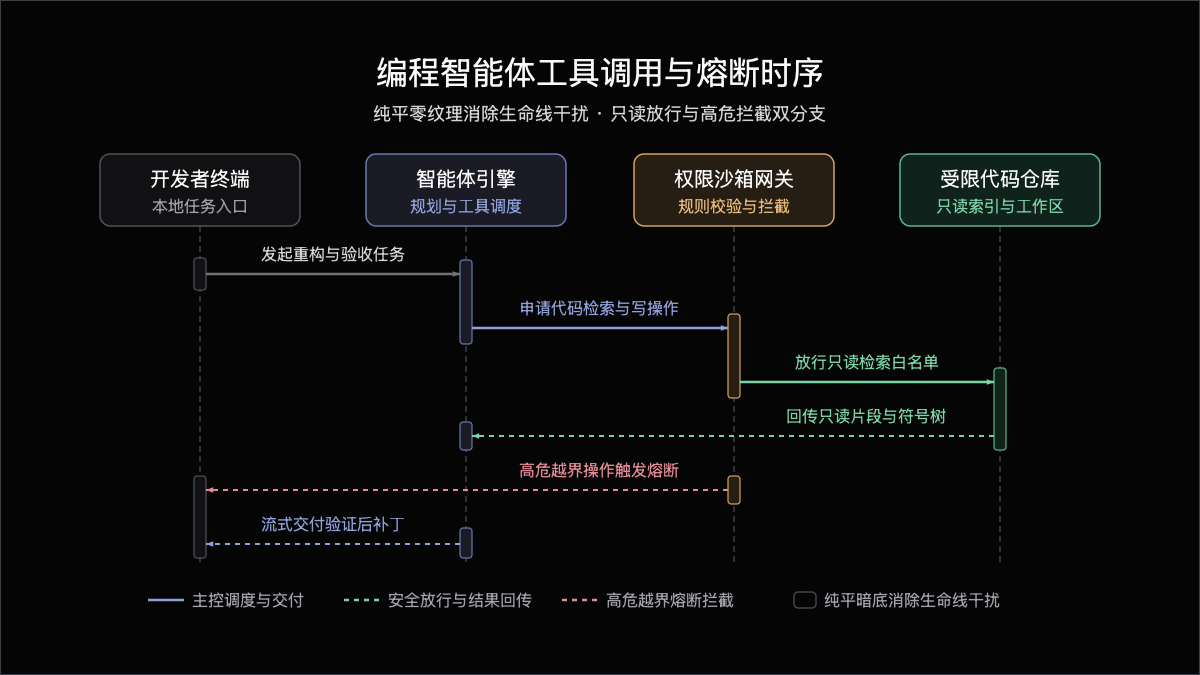 编程智能体工具调用与熔断时序
纯平零纹理消除生命线干扰 · 只读放行与高危拦截双分支
开发者终端
本地任务入口
智能体引擎
规划与工具调度
权限沙箱网关
规则校验与拦截
受限代码仓库
只读索引与工作区
发起重构与验收任务
申请代码检索与写操作
放行只读检索白名单
回传只读片段与符号树
高危越界操作触发熔断
流式交付验证后补丁
主控调度与交付
安全放行与结果回传
高危越界熔断拦截
纯平暗底消除生命线干扰